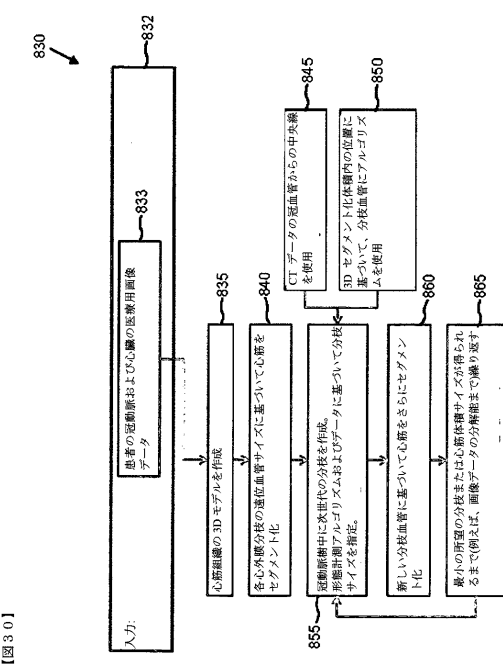 【図30】
830
832
入力:
833
患者の冠動脈および心臓の医療用画像
データ
835
心筋組織の3Dモデルを作成
840
各心外膜分枝の遠位血管サイズに基づいて心筋を
セグメント化
845
CT データの冠血管からの中央線
を使用
850
3D セグメント化体積内の位置に
基づいて、分枝血管にアルゴリズ
ムを使用
855
冠動脈樹中に次世代の分枝を作成。
形態計測アルゴリズムおよびデータに基づいて分枝
サイズを指定。
860
新しい分枝血管に基づいて心筋をさらにセグメン
ト化
865
最小の所望の分枝または心筋体積サイズが得られ
るまで(例えば、画像データの分解能まで)繰り返す